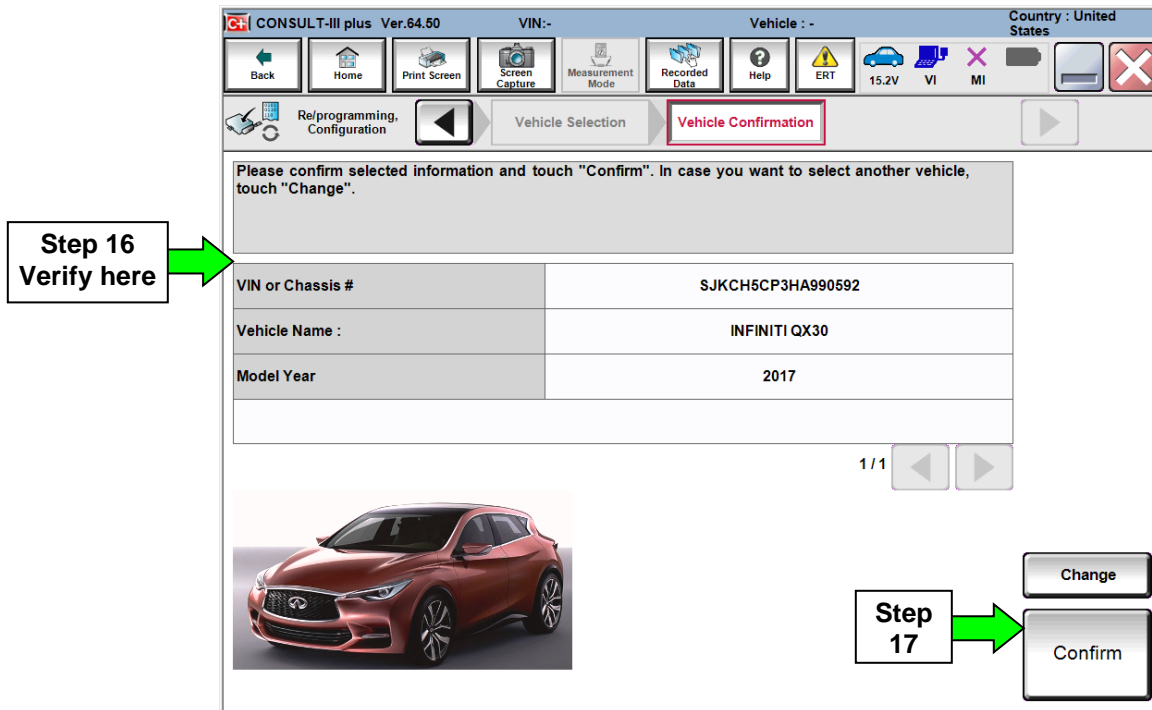 C+ CONSULT-III plus Ver.64.50 VIN:- Vehicle : - Country : United
States
Back Home Print Screen Screen
Capture Measurement
Mode Recorded
Data Help ERT 15.2V VI MI
Re/programming,
Configuration Vehicle Selection Vehicle Confirmation
Please confirm selected information and touch "Confirm". In case you want to select another vehicle,
touch "Change".
Step 16
Verify here
VIN or Chassis # SJKCH5CP3HA990592
Vehicle Name : INFINITI QX30
Model Year 2017
1 / 1
Change
Step
17
Confirm